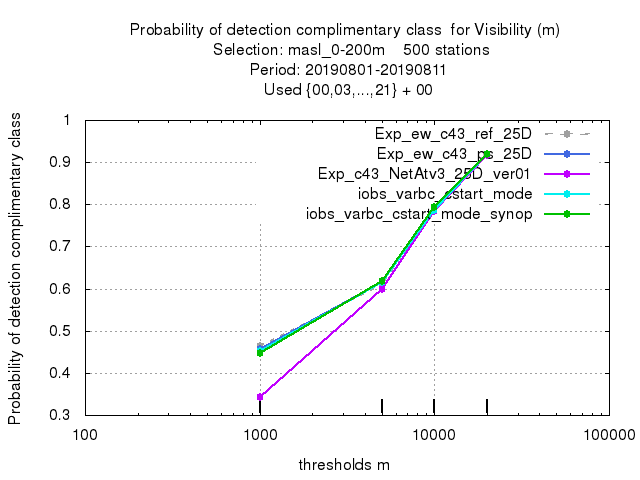 Probability of detection complimentary class  for Visibility (m)
Selection: masl_0-200m    500 stations
Period: 20190801-20190811
Used {00,03,...,21} + 00
Probability of detection complimentary class
1
0.9
0.8
0.7
0.6
0.5
0.4
0.3
Exp_ew_c43_ref_25D
Exp_ew_c43_ps_25D
Exp_c43_NetAtv3_25D_ver01
iobs_varbc_cstart_mode
iobs_varbc_cstart_mode_synop
100
1000
10000
100000
thresholds m